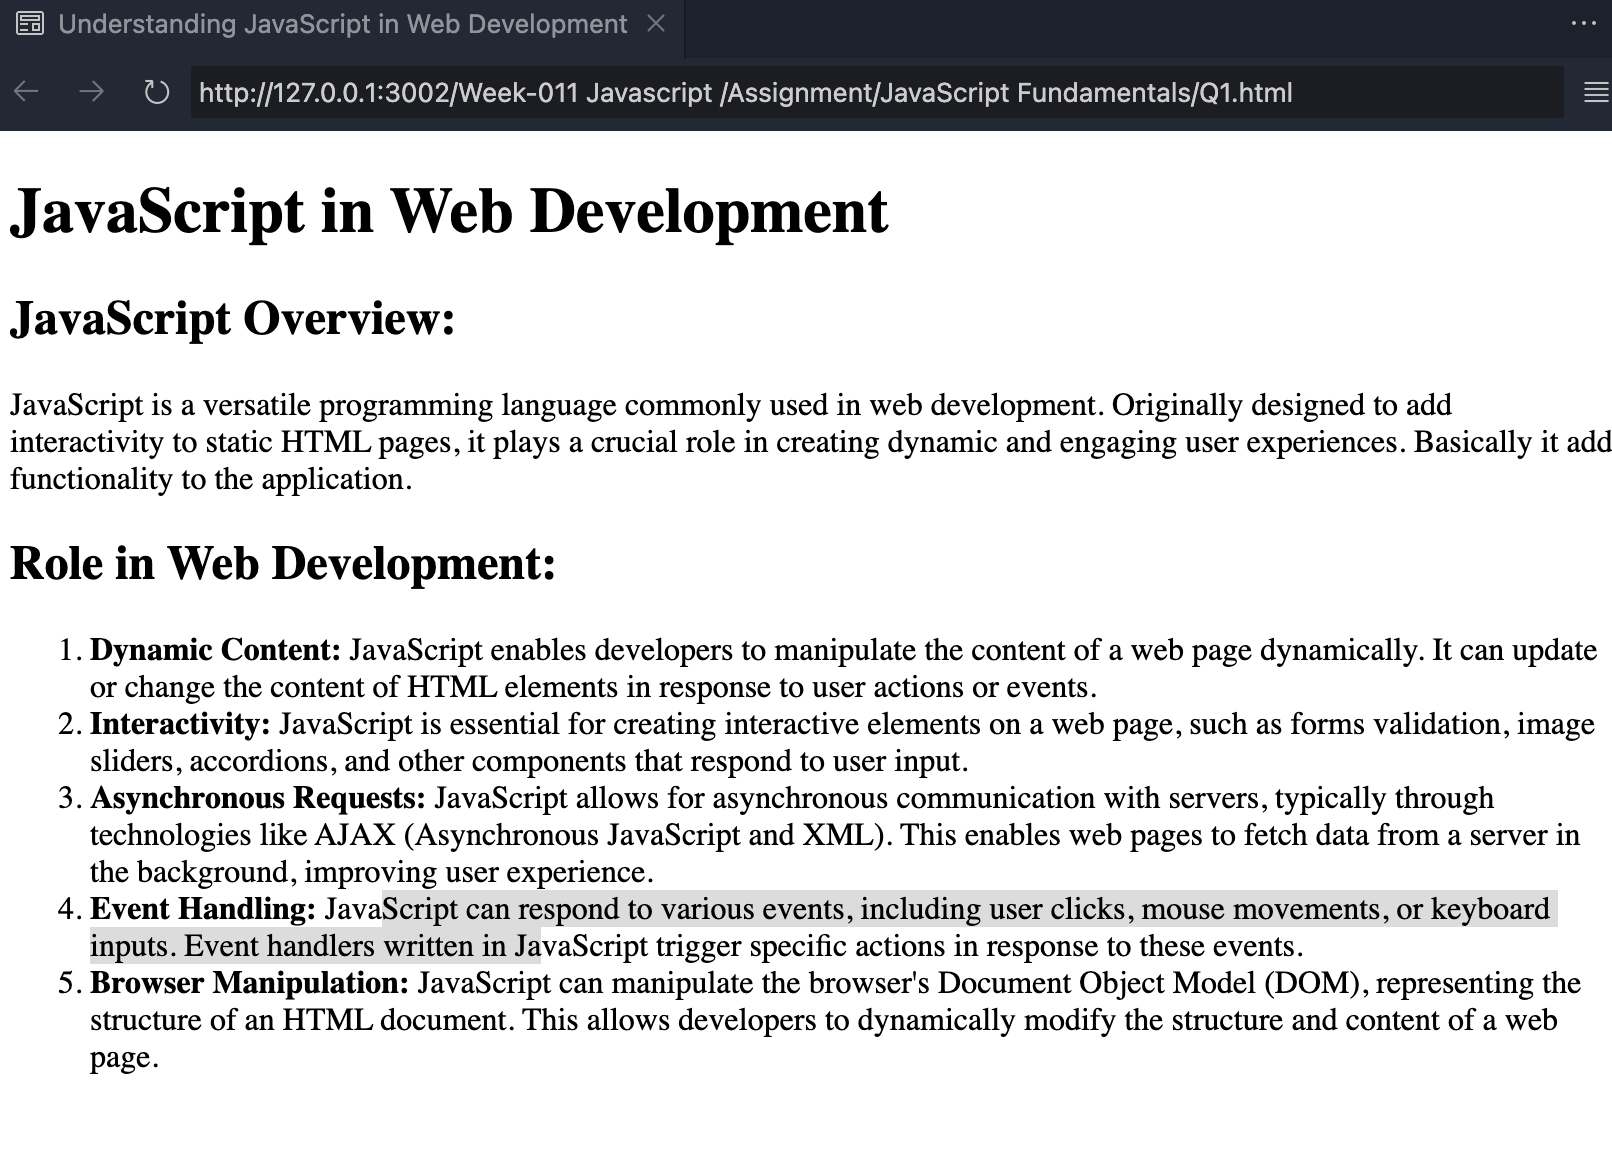 Understanding JavaScript in Web Development
http://127.0.0.1:3002/Week-011 Javascript /Assignment/JavaScript Fundamentals/Q1.html
JavaScript in Web Development
JavaScript Overview:
JavaScript is a versatile programming language commonly used in web development. Originally designed to add
interactivity to static HTML pages, it plays a crucial role in creating dynamic and engaging user experiences. Basically it add
functionality to the application.
Role in Web Development:
1. Dynamic Content: JavaScript enables developers to manipulate the content of a web page dynamically. It can update
or change the content of HTML elements in response to user actions or events.
2. Interactivity: JavaScript is essential for creating interactive elements on a web page, such as forms validation, image
sliders, accordions, and other components that respond to user input.
3. Asynchronous Requests: JavaScript allows for asynchronous communication with servers, typically through
technologies like AJAX (Asynchronous JavaScript and XML). This enables web pages to fetch data from a server in
the background, improving user experience.
4. Event Handling: JavaScript can respond to various events, including user clicks, mouse movements, or keyboard
inputs. Event handlers written in JavaScript trigger specific actions in response to these events.
5. Browser Manipulation: JavaScript can manipulate the browser's Document Object Model (DOM), representing the
structure of an HTML document. This allows developers to dynamically modify the structure and content of a web
page.